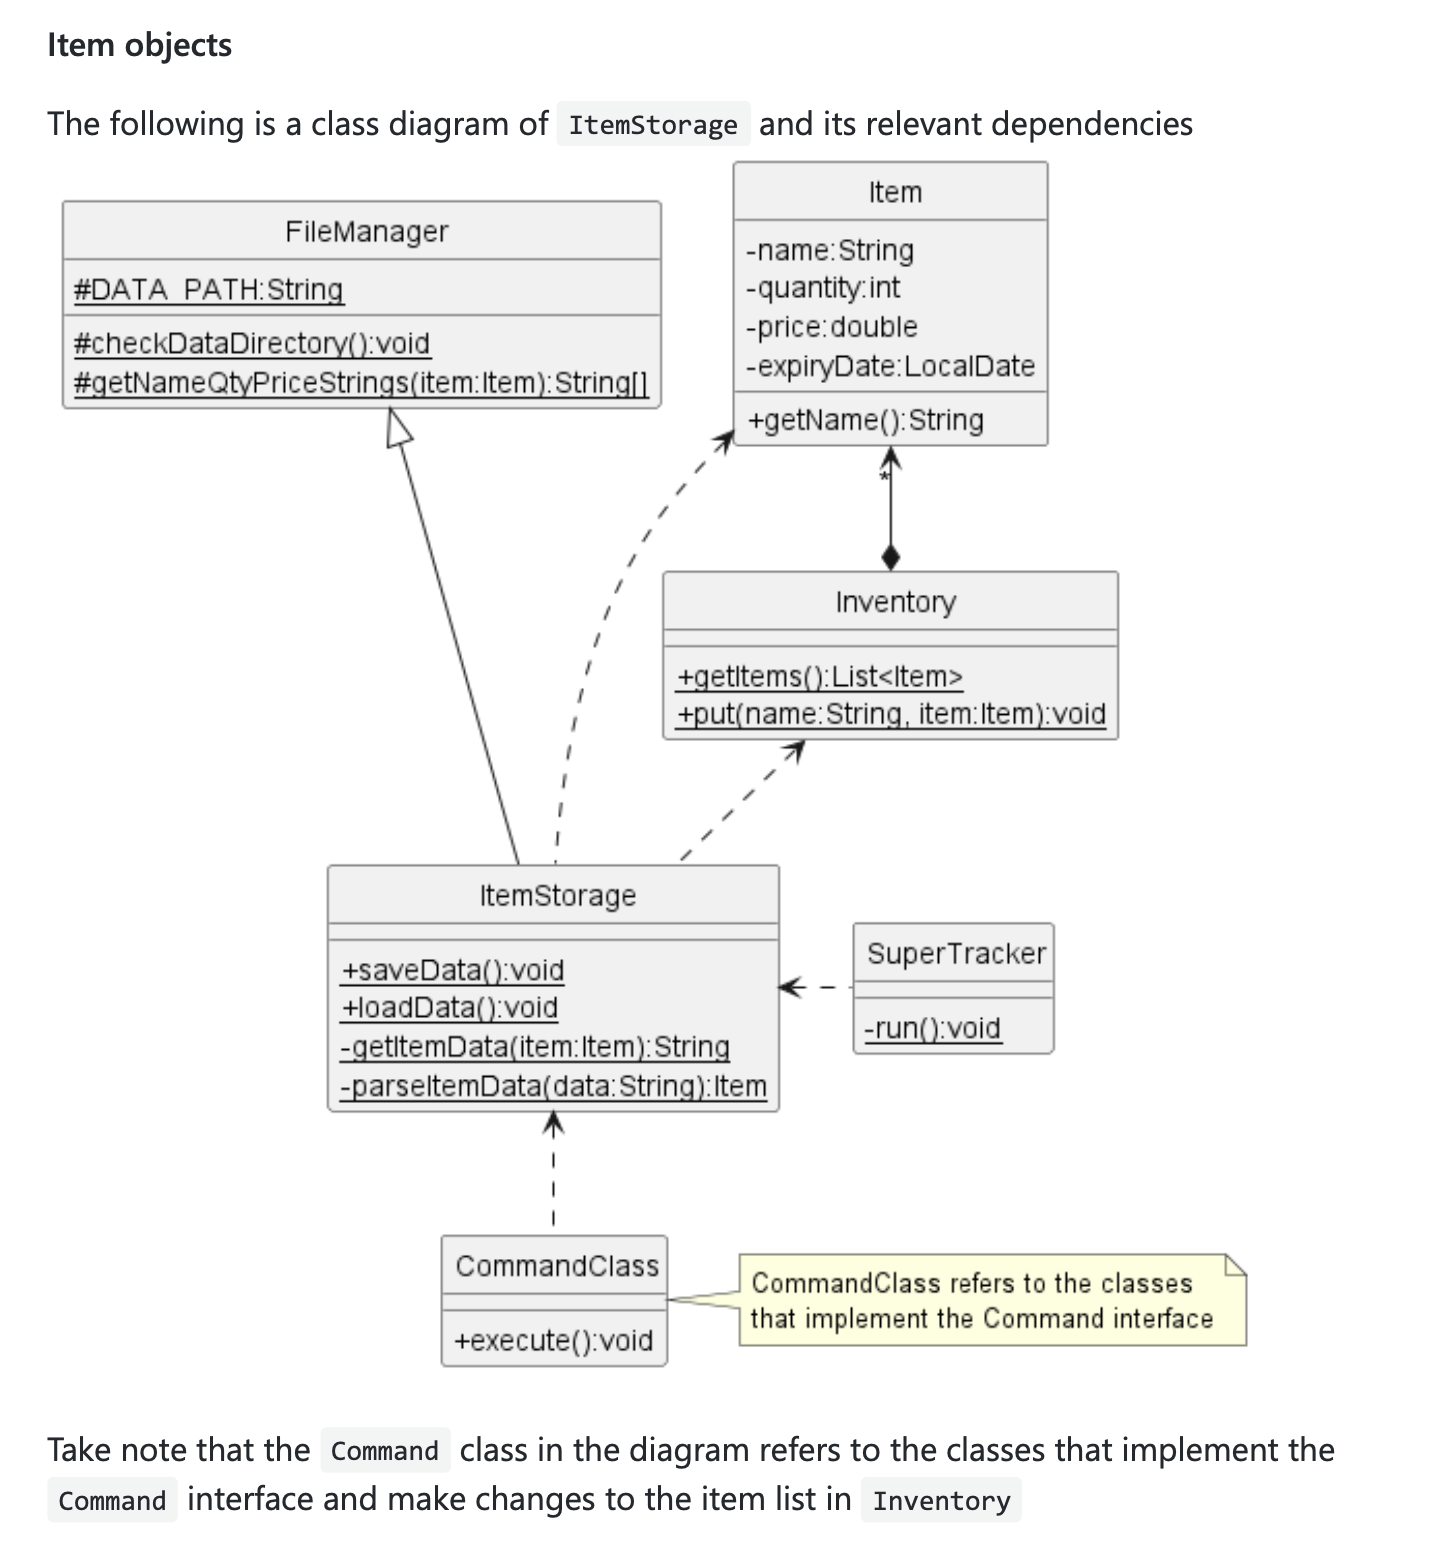 Item objects
The following is a class diagram of ItemStorage and its relevant dependencies
FileManager
#DATA_PATH:String
#checkDataDirectory():void
#getNameQtyPriceStrings(item:Item):String[]
Item
-name:String
-quantity:int
-price:double
-expiryDate:LocalDate
+getName():String
*
Inventory
+getItems():List<Item>
+put(name:String, item:Item):void
ItemStorage
+saveData():void
+loadData():void
-getItemData(item:Item):String
-parseItemData(data:String):Item
SuperTracker
-run():void
CommandClass
+execute():void
CommandClass refers to the classes
that implement the Command interface
Take note that the Command class in the diagram refers to the classes that implement the
Command interface and make changes to the item list in Inventory